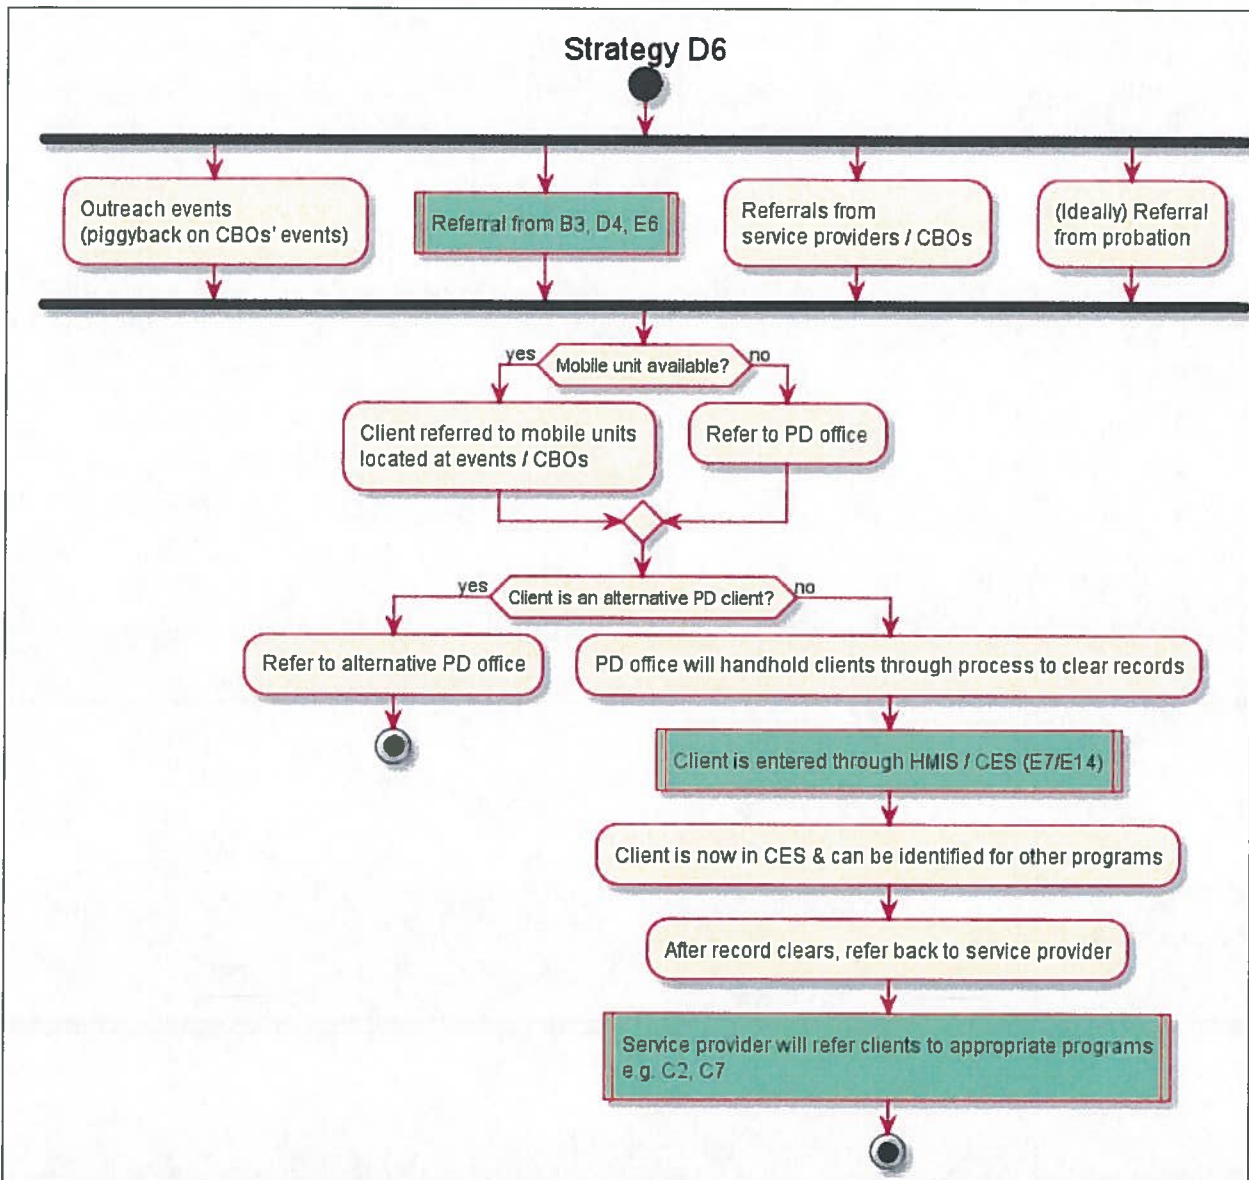 Strategy D6
Outreach events
(piggyback on CBOs' events)
Referral from B3, D4, E6
Referrals from
service providers / CBOs
(Ideally) Referral
from probation
yes
Mobile unit available?
no
Client referred to mobile units
located at events / CBOs
Refer to PD office
yes
Client is an alternative PD client?
no
Refer to alternative PD office
PD office will handhold clients through process to clear records
Client is entered through HMIS / CES (E7/E14)
Client is now in CES & can be identified for other programs
After record clears, refer back to service provider
Service provider will refer clients to appropriate programs
e.g. C2, C7